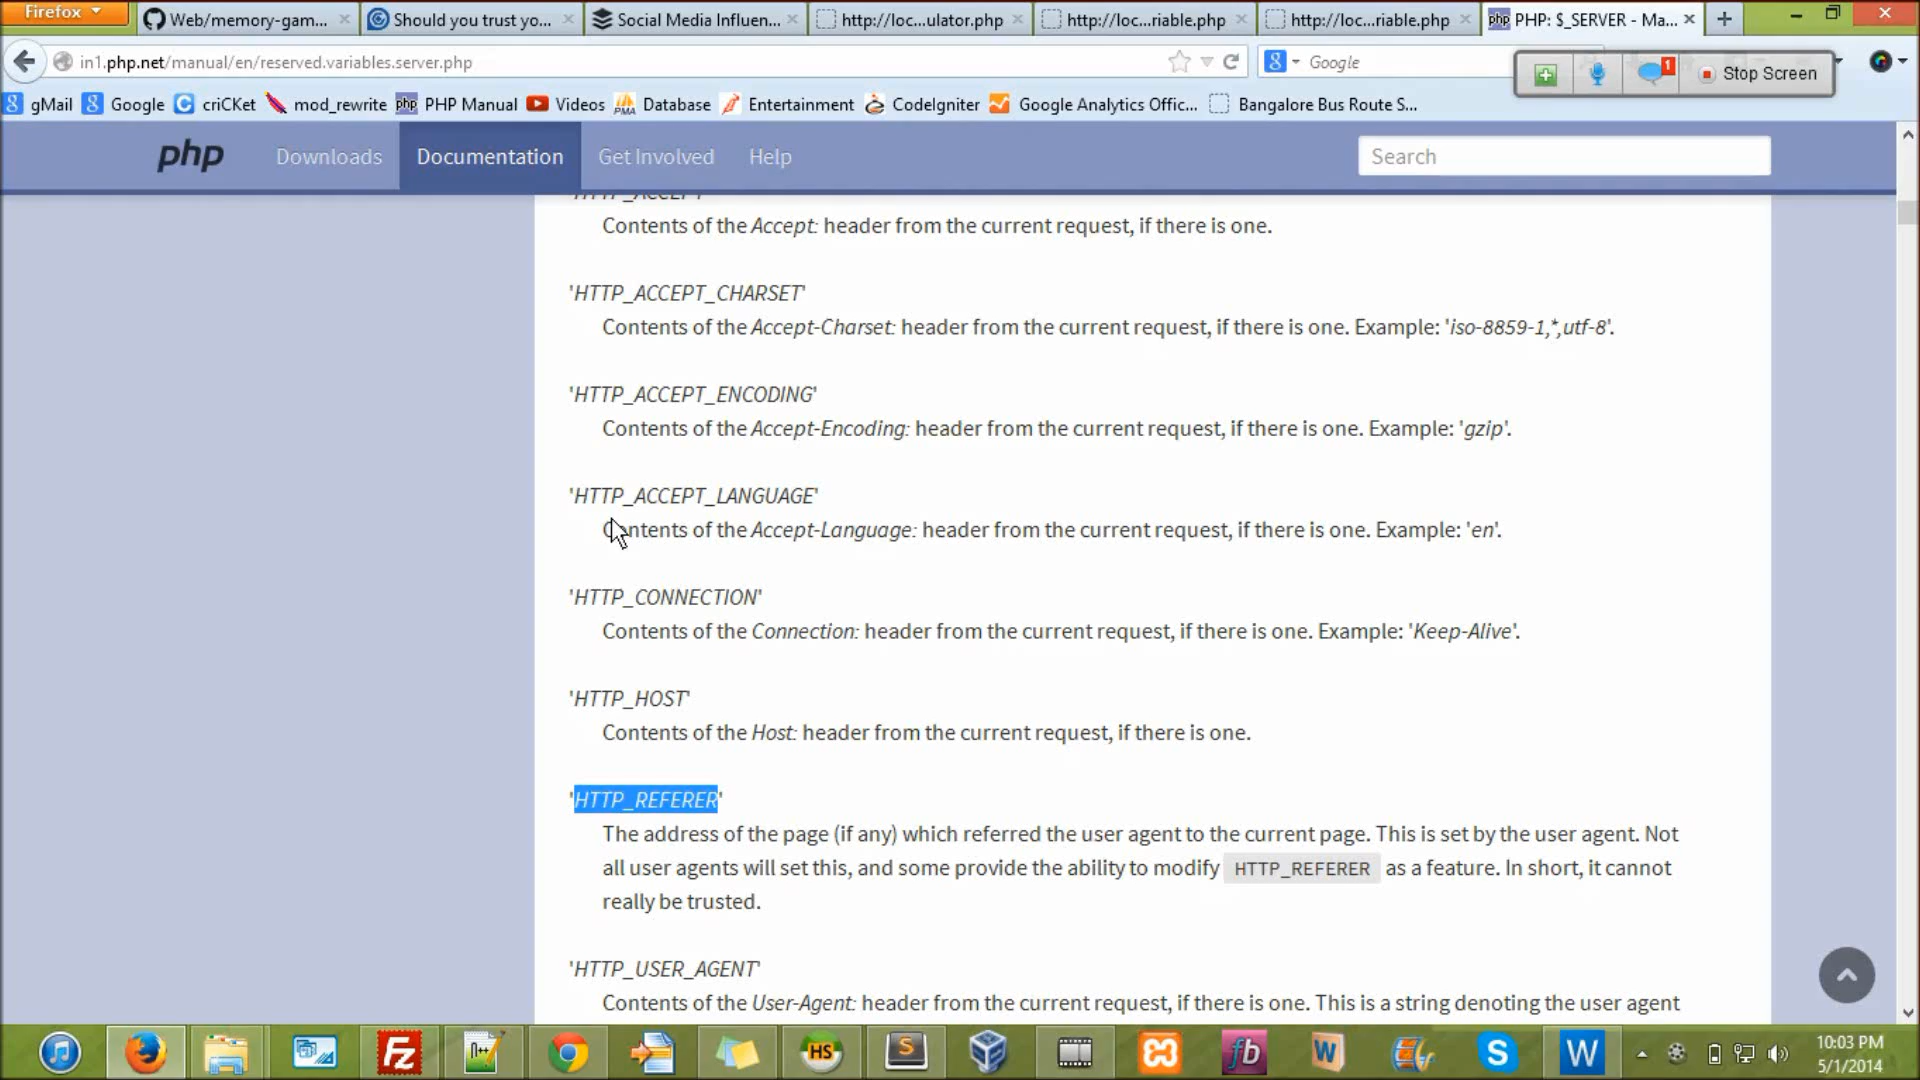 Firefox
Web/memory-gam...
Should you trust yo...
Social Media Influen...
http://loc...ulator.php
http://loc...riable.php
http://loc...riable.php
php PHP: $_SERVER - Ma...
in1.php.net/manual/en/reserved.variables.server.php
Google
1
Stop Screen
gMail
Google
criCKet
mod_rewrite
php PHP Manual
Videos
PMA Database
Entertainment
CodeIgniter
Google Analytics Offic...
Bangalore Bus Route S...
php
Downloads
Documentation
Get Involved
Help
Search
'HTTP_ACCEPT'
Contents of the Accept: header from the current request, if there is one.
'HTTP_ACCEPT_CHARSET'
Contents of the Accept-Charset: header from the current request, if there is one. Example: 'iso-8859-1,*,utf-8'.
'HTTP_ACCEPT_ENCODING'
Contents of the Accept-Encoding: header from the current request, if there is one. Example: 'gzip'.
'HTTP_ACCEPT_LANGUAGE'
Contents of the Accept-Language: header from the current request, if there is one. Example: 'en'.
'HTTP_CONNECTION'
Contents of the Connection: header from the current request, if there is one. Example: 'Keep-Alive'.
'HTTP_HOST'
Contents of the Host: header from the current request, if there is one.
'HTTP_REFERER'
The address of the page (if any) which referred the user agent to the current page. This is set by the user agent. Not
all user agents will set this, and some provide the ability to modify HTTP_REFERER as a feature. In short, it cannot
really be trusted.
'HTTP_USER_AGENT'
Contents of the User-Agent: header from the current request, if there is one. This is a string denoting the user agent
10:03 PM
5/1/2014